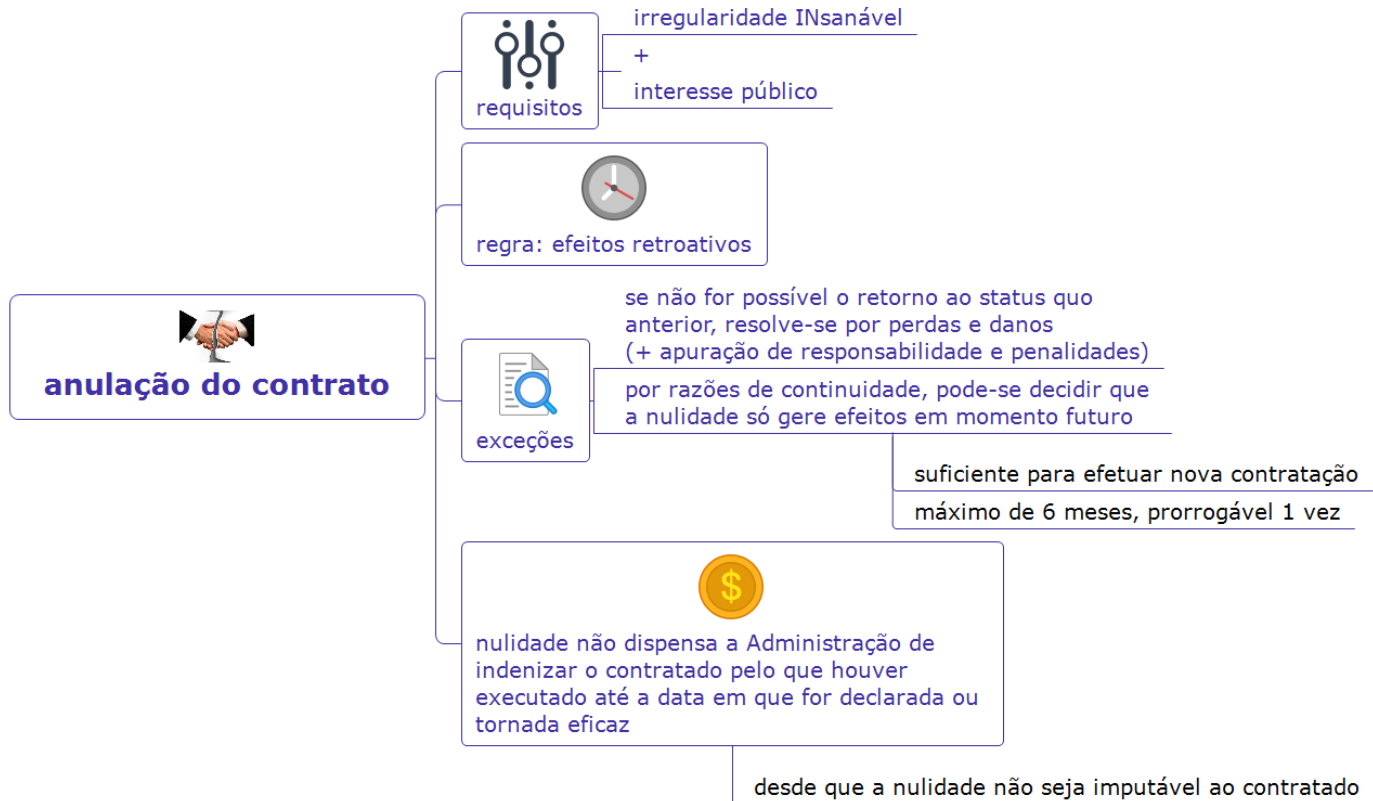 anulação do contrato
requisitos
irregularidade INsanável
+
interesse público
regra: efeitos retroativos
exceções
se não for possível o retorno ao status quo
anterior, resolve-se por perdas e danos
(+ apuração de responsabilidade e penalidades)
por razões de continuidade, pode-se decidir que
a nulidade só gere efeitos em momento futuro
suficiente para efetuar nova contratação
máximo de 6 meses, prorrogável 1 vez
$
nulidade não dispensa a Administração de
indenizar o contratado pelo que houver
executado até a data em que for declarada ou
tornada eficaz
desde que a nulidade não seja imputável ao contratado